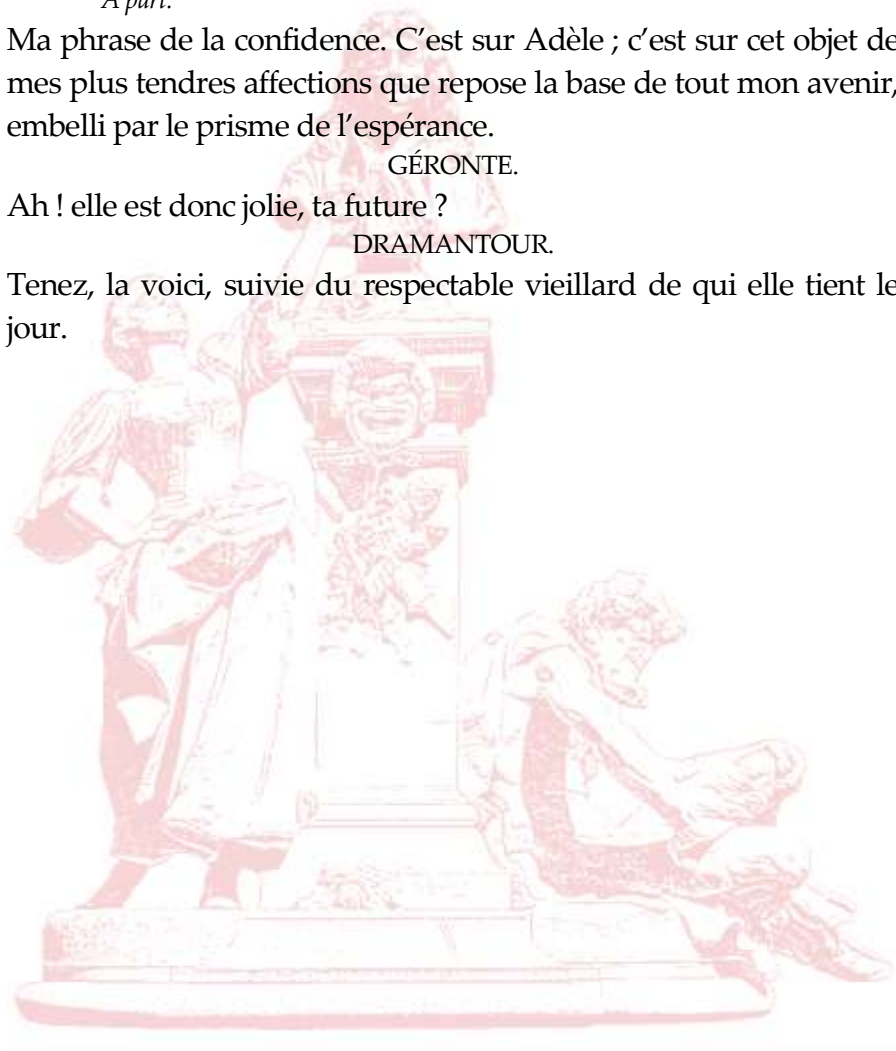 À part.
Ma phrase de la confidence. C’est sur Adèle ; c’est sur cet objet de
mes plus tendres affections que repose la base de tout mon avenir,
embelli par le prisme de l’espérance.
GÉRONTE.
Ah ! elle est donc jolie, ta future ?
DRAMANTOUR.
Tenez, la voici, suivie du respectable vieillard de qui elle tient le
jour.